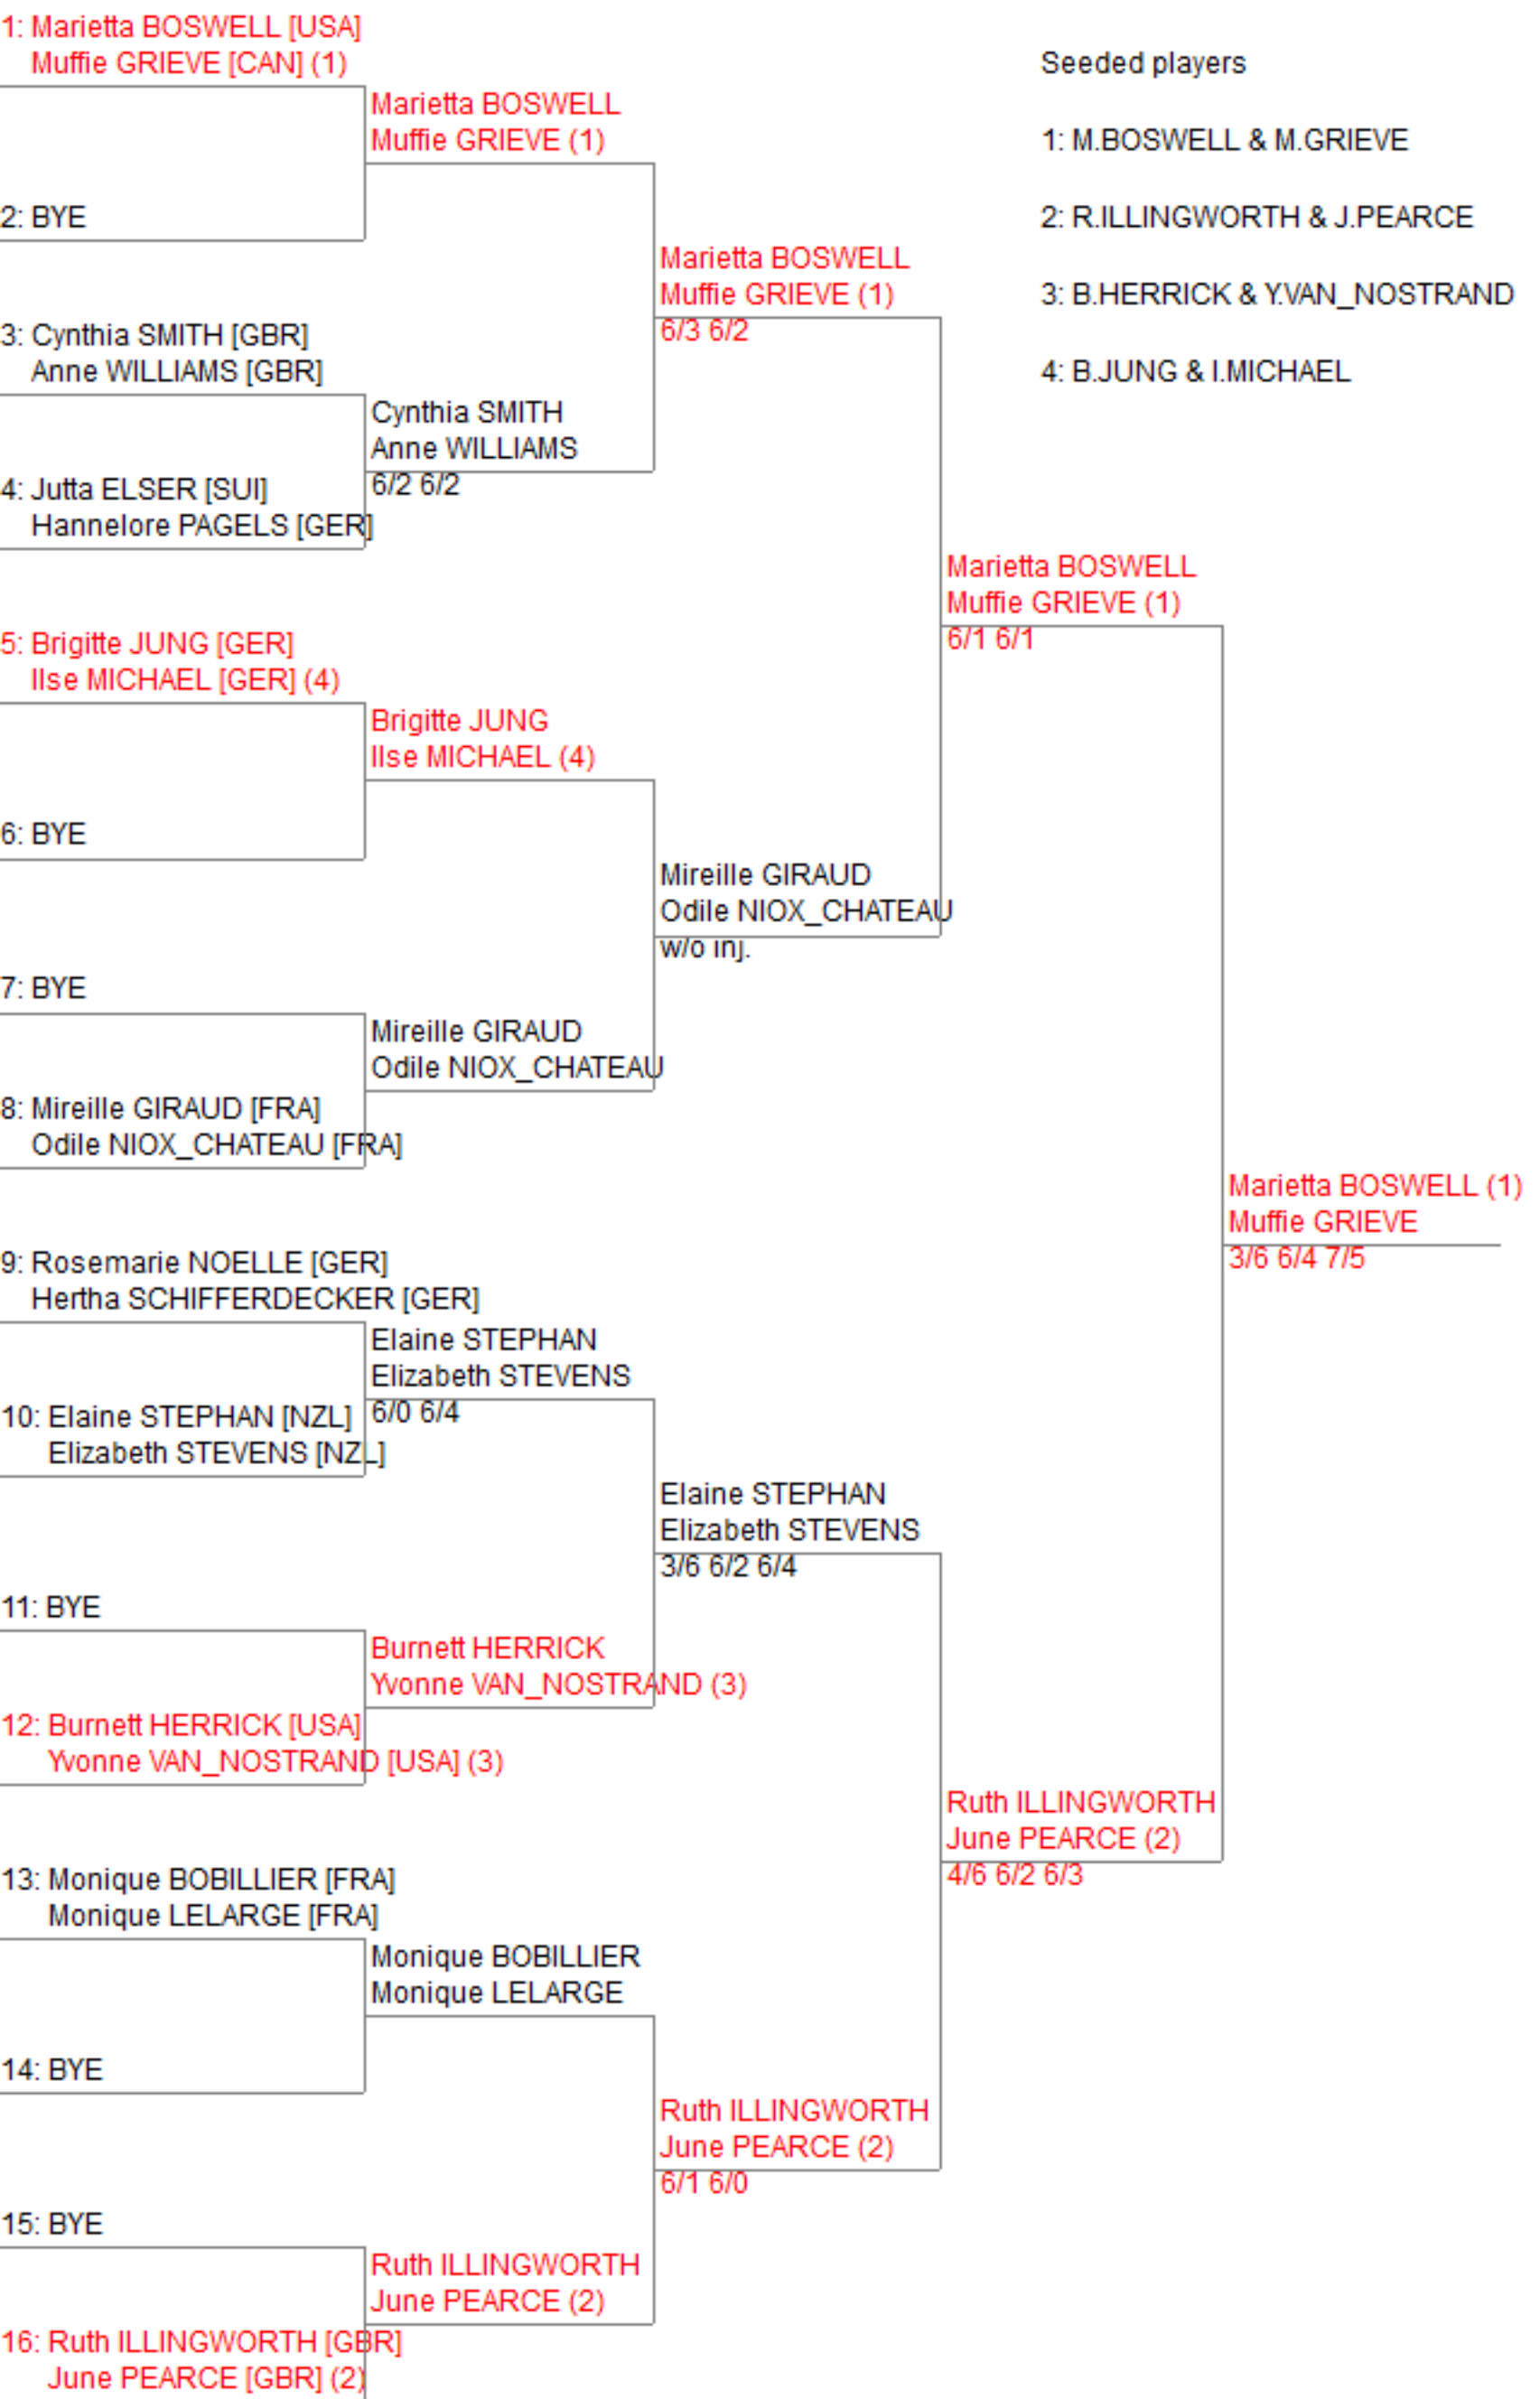 1: Marietta BOSWELL [USA]
Muffie GRIEVE [CAN] (1)
Seeded players
Marietta BOSWELL
Muffie GRIEVE (1)
1: M.BOSWELL & M.GRIEVE
2: BYE
2: R.ILLINGWORTH & J.PEARCE
Marietta BOSWELL
Muffie GRIEVE (1)
6/3 6/2
3: B.HERRICK & Y.VAN_NOSTRAND
3: Cynthia SMITH [GBR]
Anne WILLIAMS [GBR]
4: B.JUNG & I.MICHAEL
Cynthia SMITH
Anne WILLIAMS
6/2 6/2
4: Jutta ELSER [SUI]
Hannelore PAGELS [GER]
Marietta BOSWELL
Muffie GRIEVE (1)
6/1 6/1
5: Brigitte JUNG [GER]
Ilse MICHAEL [GER] (4)
Brigitte JUNG
Ilse MICHAEL (4)
6: BYE
Mireille GIRAUD
Odile NIOX_CHATEAU
w/o inj.
7: BYE
Mireille GIRAUD
Odile NIOX_CHATEAU
8: Mireille GIRAUD [FRA]
Odile NIOX_CHATEAU [FRA]
Marietta BOSWELL (1)
Muffie GRIEVE
3/6 6/4 7/5
9: Rosemarie NOELLE [GER]
Hertha SCHIFFERDECKER [GER]
Elaine STEPHAN
Elizabeth STEVENS
6/0 6/4
10: Elaine STEPHAN [NZL]
Elizabeth STEVENS [NZL]
Elaine STEPHAN
Elizabeth STEVENS
3/6 6/2 6/4
11: BYE
Burnett HERRICK
Yvonne VAN_NOSTRAND (3)
12: Burnett HERRICK [USA]
Yvonne VAN_NOSTRAND [USA] (3)
Ruth ILLINGWORTH
June PEARCE (2)
4/6 6/2 6/3
13: Monique BOBILLIER [FRA]
Monique LELARGE [FRA]
Monique BOBILLIER
Monique LELARGE
14: BYE
Ruth ILLINGWORTH
June PEARCE (2)
6/1 6/0
15: BYE
Ruth ILLINGWORTH
June PEARCE (2)
16: Ruth ILLINGWORTH [GBR]
June PEARCE [GBR] (2)